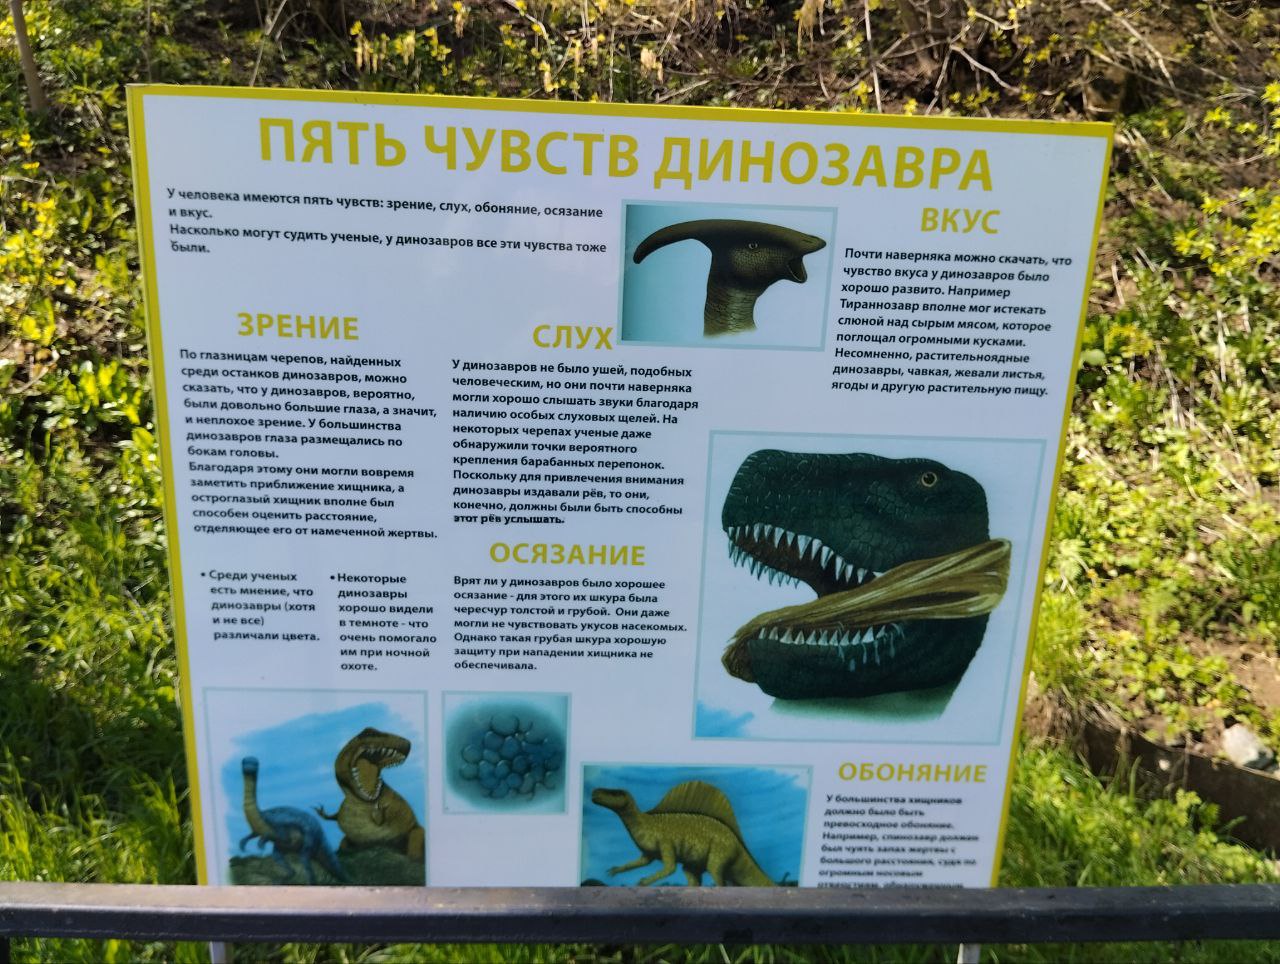 ПЯТЬ ЧУВСТВ ДИНОЗАВРА
У человека имеются пять чувств: зрение, слух, обоняние, осязание
и вкус.
Насколько могут судить ученые, у динозавров все эти чувства тоже
были.
ЗРЕНИЕ
По глазницам черепов, найденных
среди останков динозавров, можно
сказать, что у динозавров, вероятно,
были довольно большие глаза, а значит,
и неплохое зрение. У большинства
динозавров глаза размещались по
бокам головы.
Благодаря этому они могли вовремя
заметить приближение хищника, а
остроглазый хищник вполне был
способен оценить расстояние,
отделяющее его от намеченной жертвы.
• Среди ученых
есть мнение, что
динозавры (хотя
и не все)
различали цвета.
• Некоторые
динозавры
хорошо видели
в темноте - что
очень помогало
им при ночной
охоте.
СЛУХ
У динозавров не было ушей, подобных
человеческим, но они почти наверняка
могли хорошо слышать звуки благодаря
наличию особых слуховых щелей. На
некоторых черепах ученые даже
обнаружили точки вероятного
крепления барабанных перепонок.
Поскольку для привлечения внимания
динозавры издавали рёв, то они,
конечно, должны были быть способны
этот рёв услышать.
ОСЯЗАНИЕ
Врят ли у динозавров было хорошее
осязание - для этого их шкура была
чересчур толстой и грубой. Они даже
могли не чувствовать укусов насекомых.
Однако такая грубая шкура хорошую
защиту при нападении хищника не
обеспечивала.
ВКУС
Почти наверняка можно скачать, что
чувство вкуса у динозавров было
хорошо развито. Например
Тираннозавр вполне мог истекать
слюной над сырым мясом, которое
поглощал огромными кусками.
Несомненно, растительноядные
динозавры, чавкая, жевали листья,
ягоды и другую растительную пищу.
ОБОНЯНИЕ
У большинства хищников
должно было быть
превосходное обоняние.
Например, спинозавр должен
был чуять запах жертвы с
большого расстояния, судя по
огромным носовым
отверстиям, обнаруженным